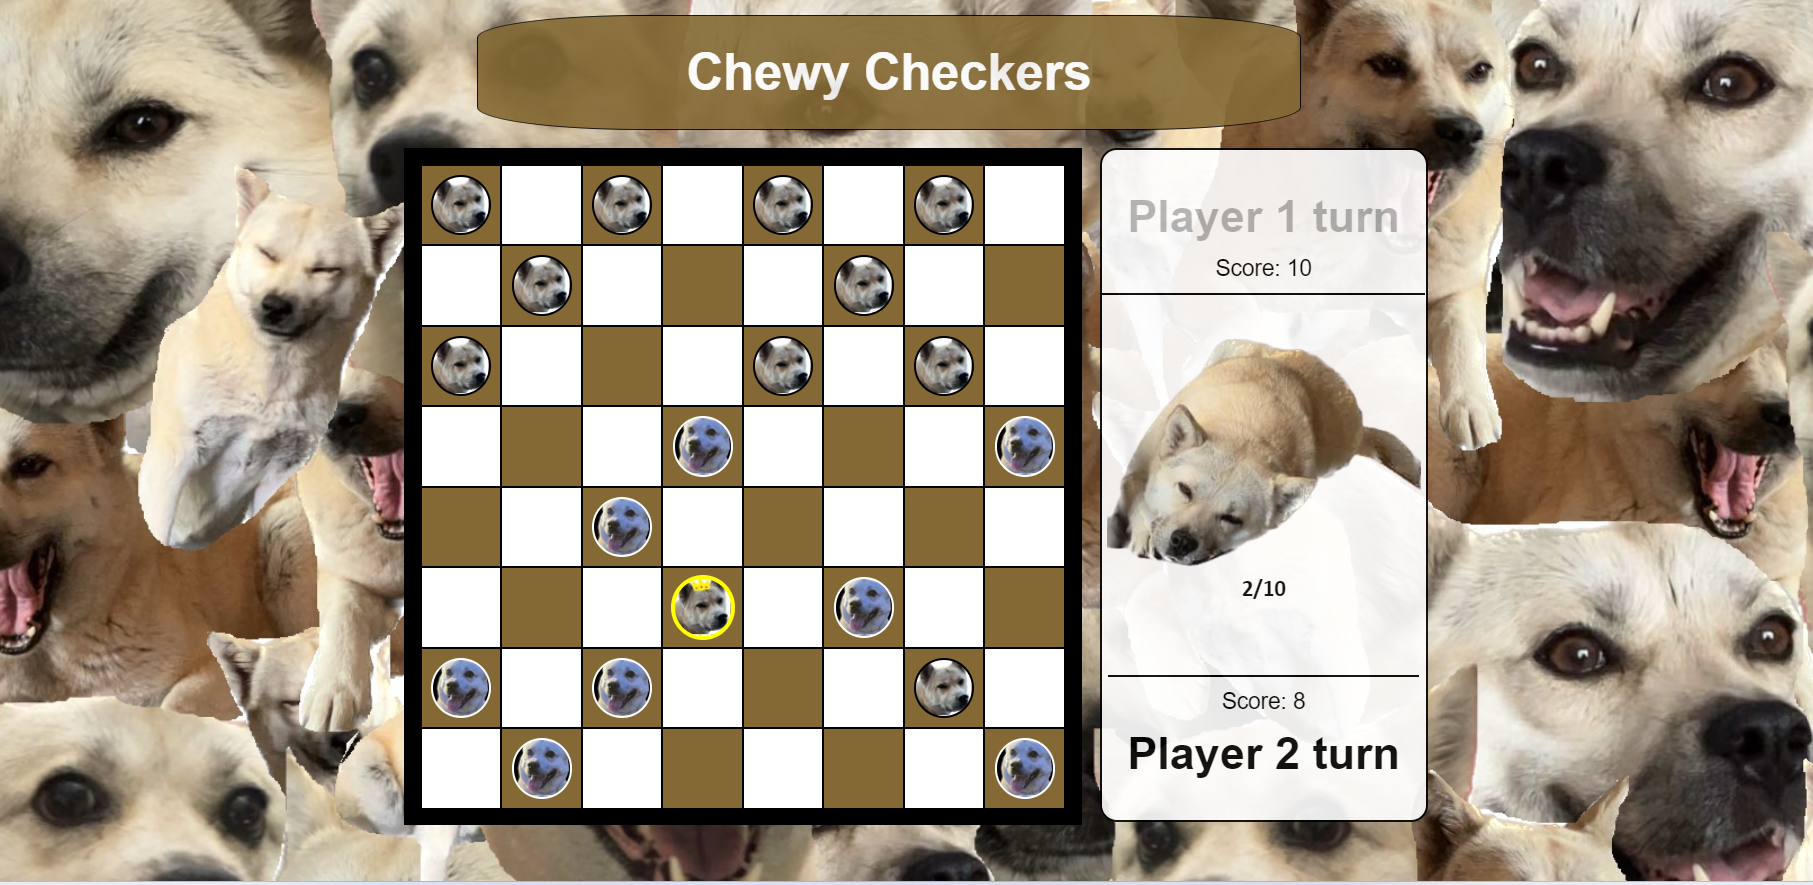 Chewy Checkers
Player 1 turn
Score: 10
2/10
Score: 8
Player 2 turn